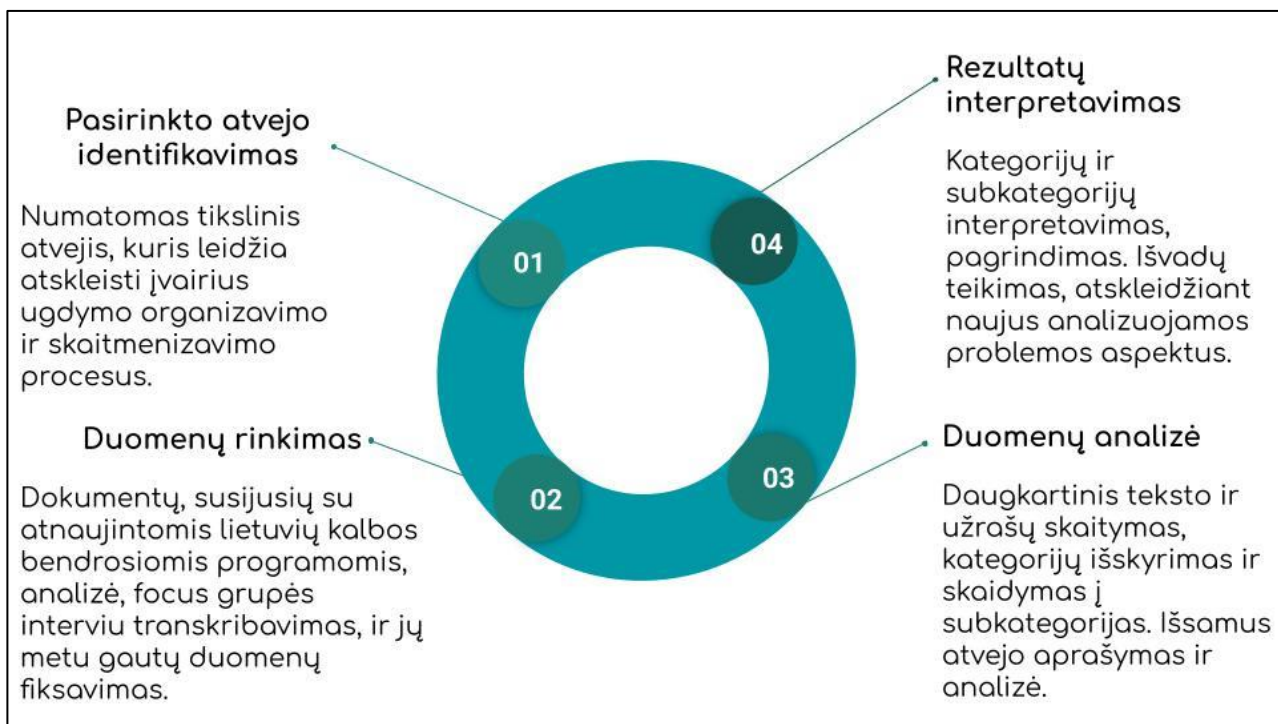 Pasirinkto atvejo
identifikavimas
Numatomas tikslinis
atvejis, kuris leidžia
atskleisti įvairius
ugdymo organizavimo
ir skaitmenizavimo
procesus.
01
Duomenų rinkimas
Dokumentų, susijusių su
atnaujintomis lietuvių kalbos
bendrosiomis programomis,
analizė, focus grupės
interviu transkribavimas, ir jų
metu gautų duomenų
fiksavimas.
02
Duomenų analizė
Daugkartinis teksto ir
užrašų skaitymas,
kategorijų išskyrimas ir
skaidymas į
subkategorijas. Išsamus
atvejo aprašymas ir
analizė.
03
Rezultatų
interpretavimas
Kategorijų ir
subkategorijų
interpretavimas,
pagrindimas. Išvadų
teikimas, atskleidžiant
naujus analizuojamos
problemos aspektus.
04